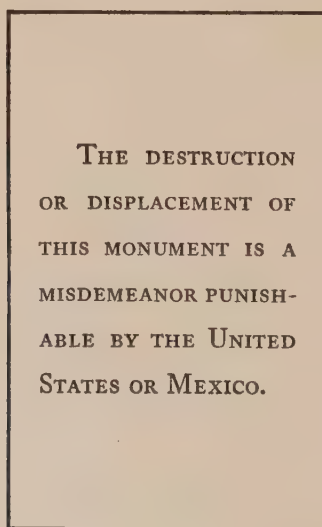 The destruction
or displacement of
this monument is a
misdemeanor punish-
able by the United
States or Mexico.